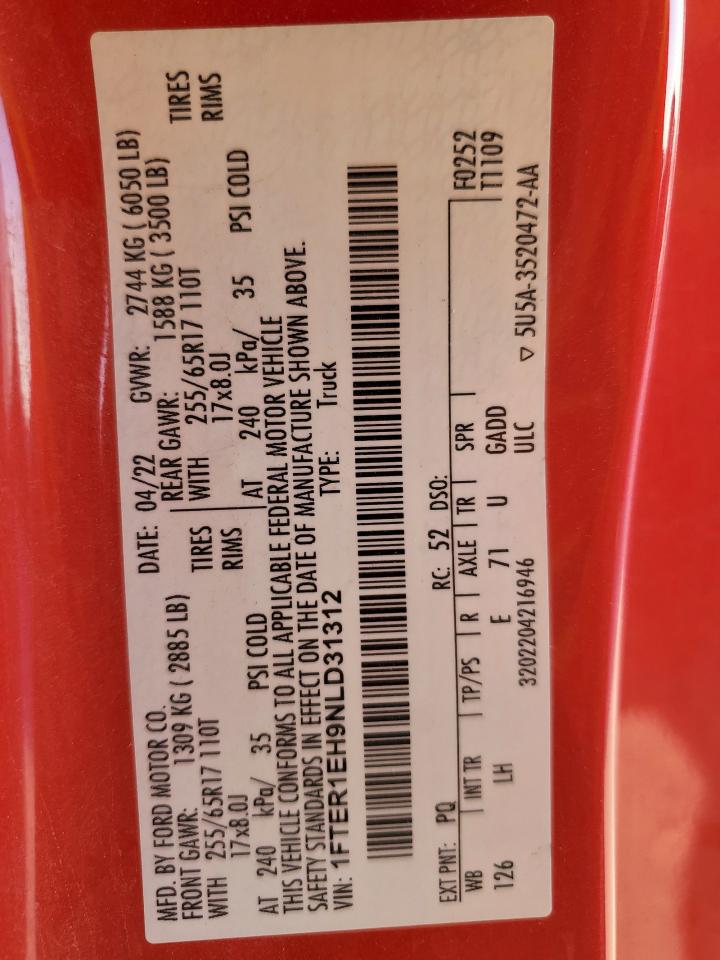 MFD. BY FORD MOTOR CO. DATE: 04/22 GVWR: 2744 KG ( 6050 LB)
FRONT GAWR: 1309 KG ( 2885 LB) REAR GAWR: 1588 KG ( 3500 LB)
WITH 255/65R17 110T TIRES WITH 255/65R17 110T TIRES
17x8.0J RIMS 17x8.0J RIMS
AT 240 kPa/ 35 PSI COLD AT 240 kPa/ 35 PSI COLD
THIS VEHICLE CONFORMS TO ALL APPLICABLE FEDERAL MOTOR VEHICLE
SAFETY STANDARDS IN EFFECT ON THE DATE OF MANUFACTURE SHOWN ABOVE.
VIN: 1FTER1EH9NLD31312 TYPE: Truck
EXT PNT: PQ RC: 52 DSO: F0252
WB INT TR TP/PS R AXLE TR SPR T1109
126 LH E 71 U GADD
3202204216946 ULC ▽ 5U5A-3520472-AA